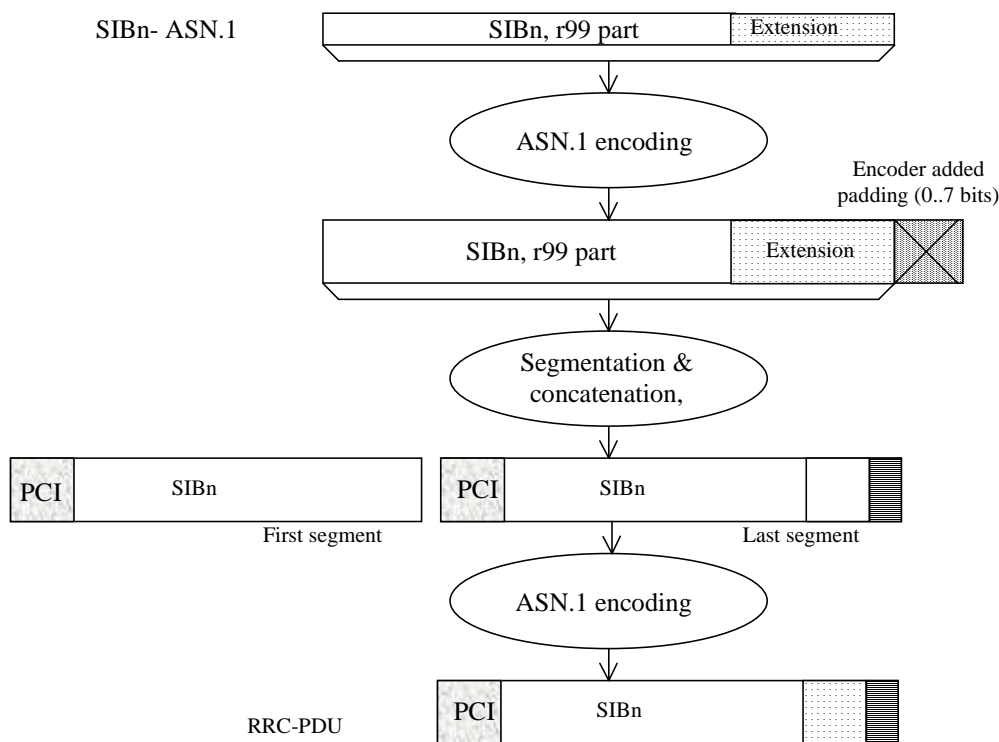 SIBn- ASN.1
SIBn, r99 part
Extension
ASN.1 encoding
Encoder added
padding (0..7 bits)
SIBn, r99 part
Extension
Segmentation &
concatenation,
PCI
SIBn
PCI
SIBn
First segment
Last segment
ASN.1 encoding
RRC-PDU
PCI
SIBn